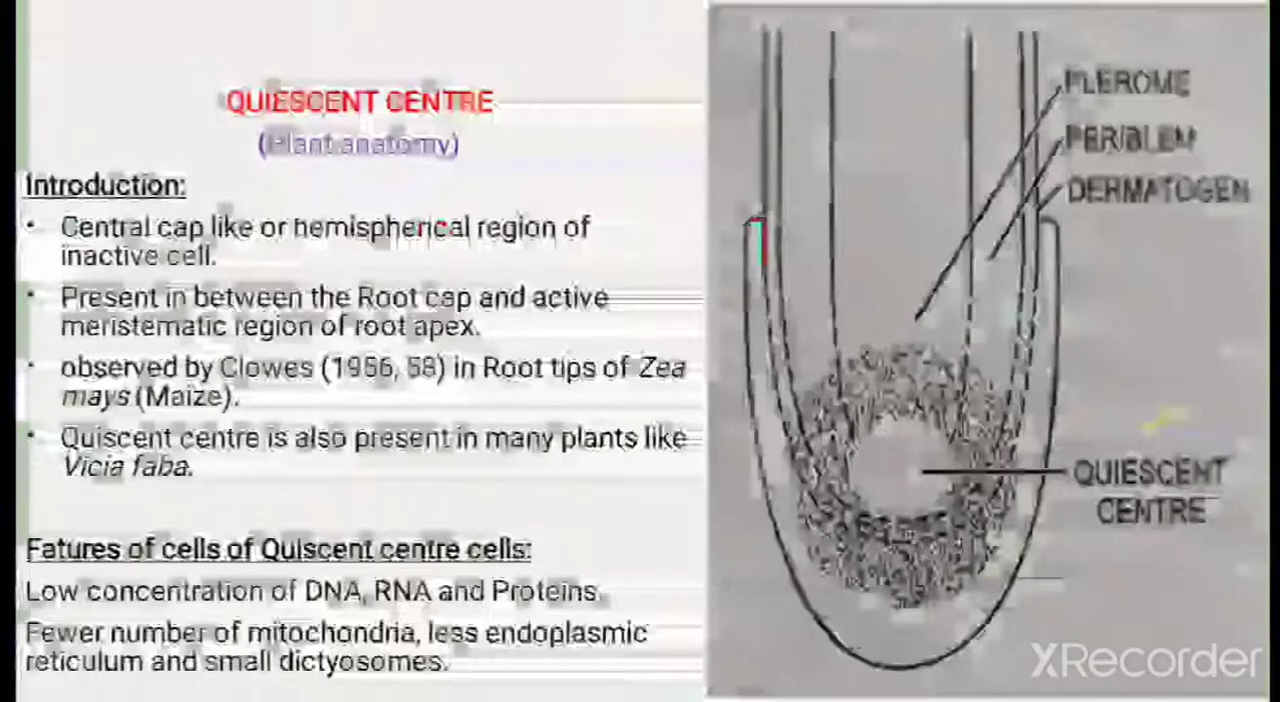 QUIESCENT CENTRE
(Plant anatomy)
Introduction:
• Central cap like or hemispherical region of
inactive cell.
• Present in between the Root cap and active
meristematic region of root apex.
• observed by Clowes (1956, 58) in Root tips of Zea
mays (Maize).
• Quiscent centre is also present in many plants like
Vicia faba.
Fatures of cells of Quiscent centre cells:
Low concentration of DNA, RNA and Proteins.
Fewer number of mitochondria, less endoplasmic
reticulum and small dictyosomes.
PLEROME
PERIBLEM
DERMATOGEN
QUIESCENT
CENTRE
XRecorder